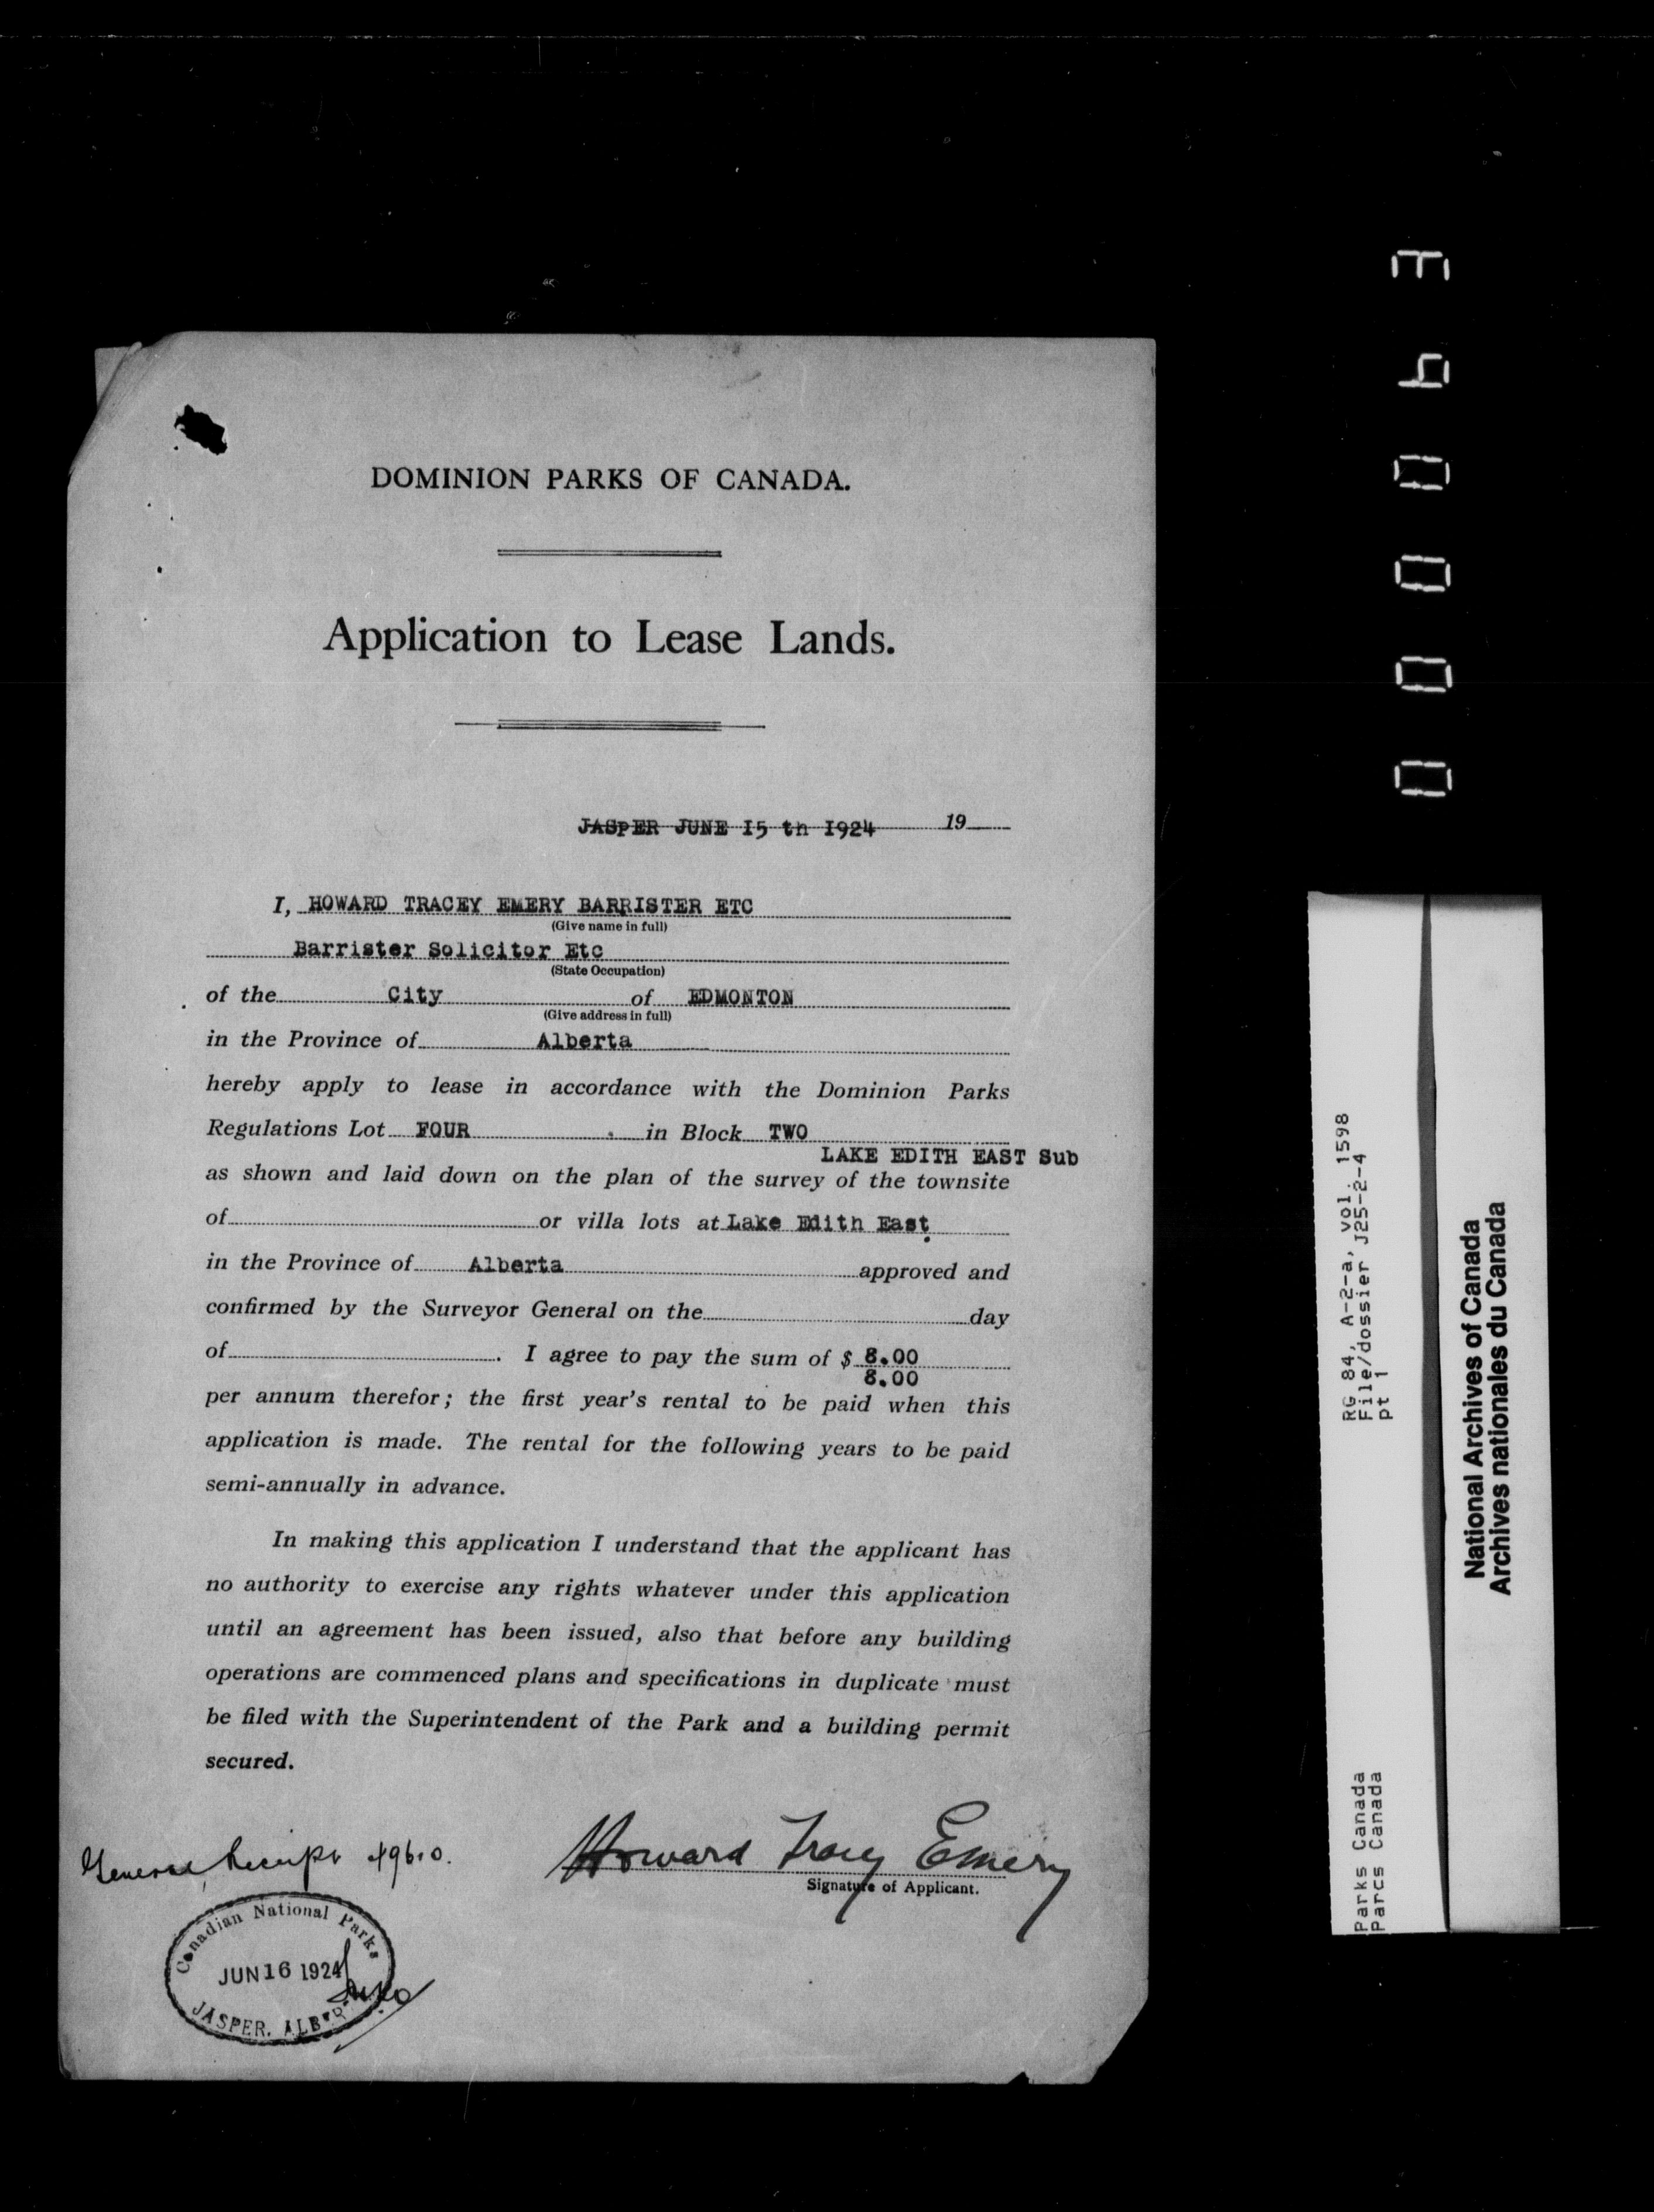 DOMINION PARKS OF CANADA.
Application to Lease Lands.
JASPER JUNE 15 th 1924 19
I, HOWARD TRACEY EMERY BARRISTER ETC
(Give name in full)
Barrister Solicitor Etc
(State Occupation)
of the City of EDMONTON
(Give address in full)
in the Province of Alberta
hereby apply to lease in accordance with the Dominion Parks
Regulations Lot FOUR in Block TWO
LAKE EDITH EAST Sub
as shown and laid down on the plan of the survey of the townsite
of or villa lots at Lake Edith East
in the Province of Alberta approved and
confirmed by the Surveyor General on the day
of . I agree to pay the sum of $ 8.00
8.00
per annum therefor; the first year's rental to be paid when this
application is made. The rental for the following years to be paid
semi-annually in advance.
In making this application I understand that the applicant has
no authority to exercise any rights whatever under this application
until an agreement has been issued, also that before any building
operations are commenced plans and specifications in duplicate must
be filed with the Superintendent of the Park and a building permit
secured.
General Receipt
Howard Tracy Emery
Signature of Applicant.
Canadian National Parks
JUN 16 1924
JASPER, ALBERTA
000043
RG 84, A-2-a, vol. 1598
File/dossier J25-2-4
pt 1
Parks Canada
Parcs Canada
National Archives of Canada
Archives nationales du Canada